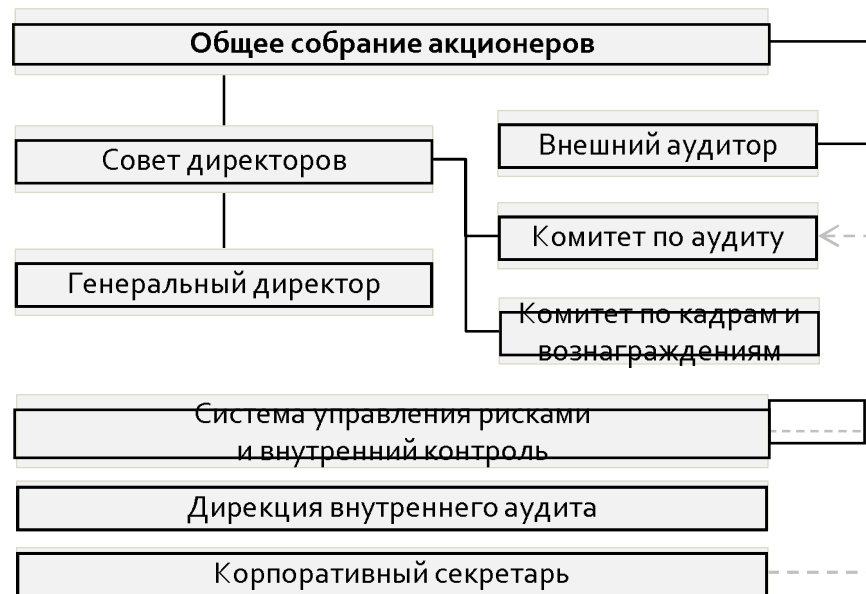 Общее собрание акционеров
Совет директоров
Внешний аудитор
Комитет по аудиту
Генеральный директор
Комитет по кадрам и
вознаграждениям
Система управления рисками
и внутренний контроль
Дирекция внутреннего аудита
Корпоративный секретарь